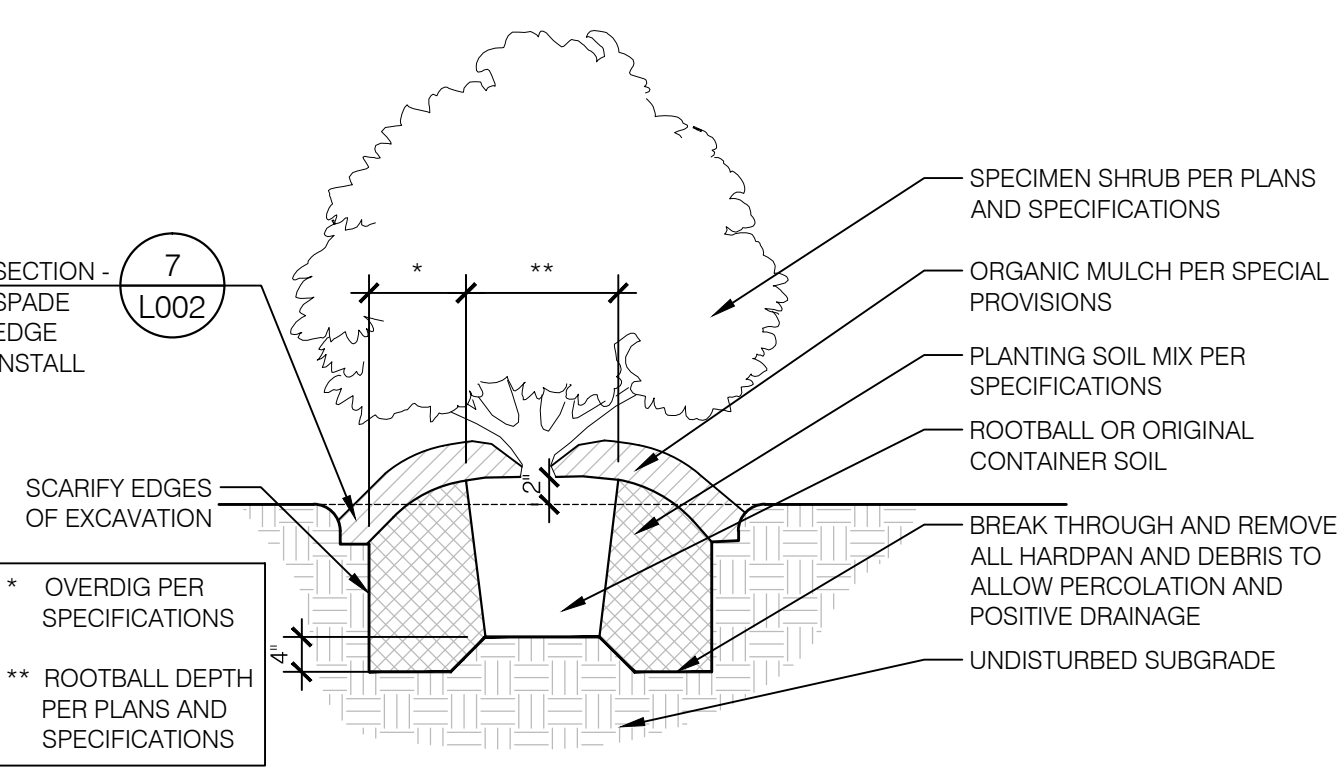 SPECIMEN SHRUB PER PLANS
AND SPECIFICATIONS
ORGANIC MULCH PER SPECIAL
PROVISIONS
PLANTING SOIL MIX PER
SPECIFICATIONS
ROOTBALL OR ORIGINAL
CONTAINER SOIL
BREAK THROUGH AND REMOVE
ALL HARDPAN AND DEBRIS TO
ALLOW PERCOLATION AND
POSITIVE DRAINAGE
UNDISTURBED SUBGRADE
SECTION -
SPADE
EDGE
INSTALL
7
L002
*
**
2"
SCARIFY EDGES
OF EXCAVATION
4"
* OVERDIG PER
SPECIFICATIONS
** ROOTBALL DEPTH
PER PLANS AND
SPECIFICATIONS